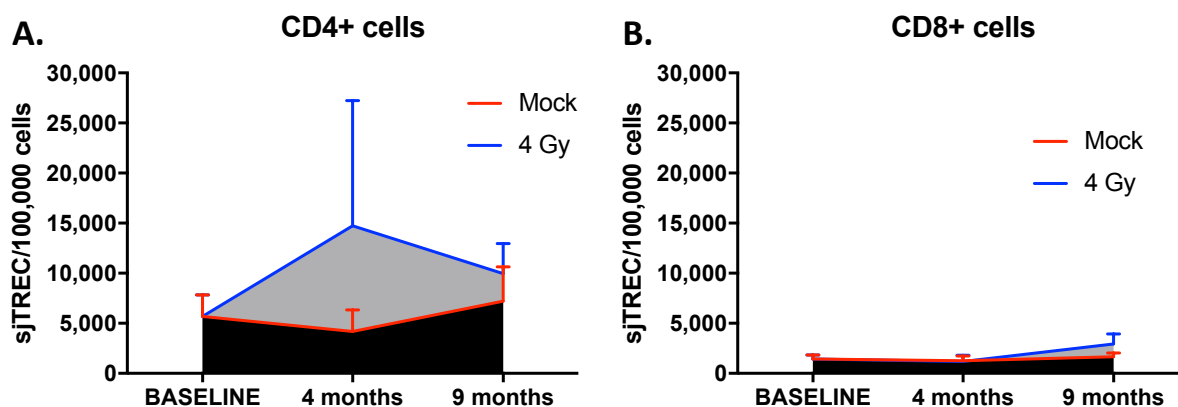 A.
CD4+ cells
sjTREC/100,000 cells
30,000
25,000
20,000
15,000
10,000
5,000
0
BASELINE 4 months 9 months
Mock
4 Gy
B.
CD8+ cells
sjTREC/100,000 cells
30,000
25,000
20,000
15,000
10,000
5,000
0
BASELINE 4 months 9 months
Mock
4 Gy